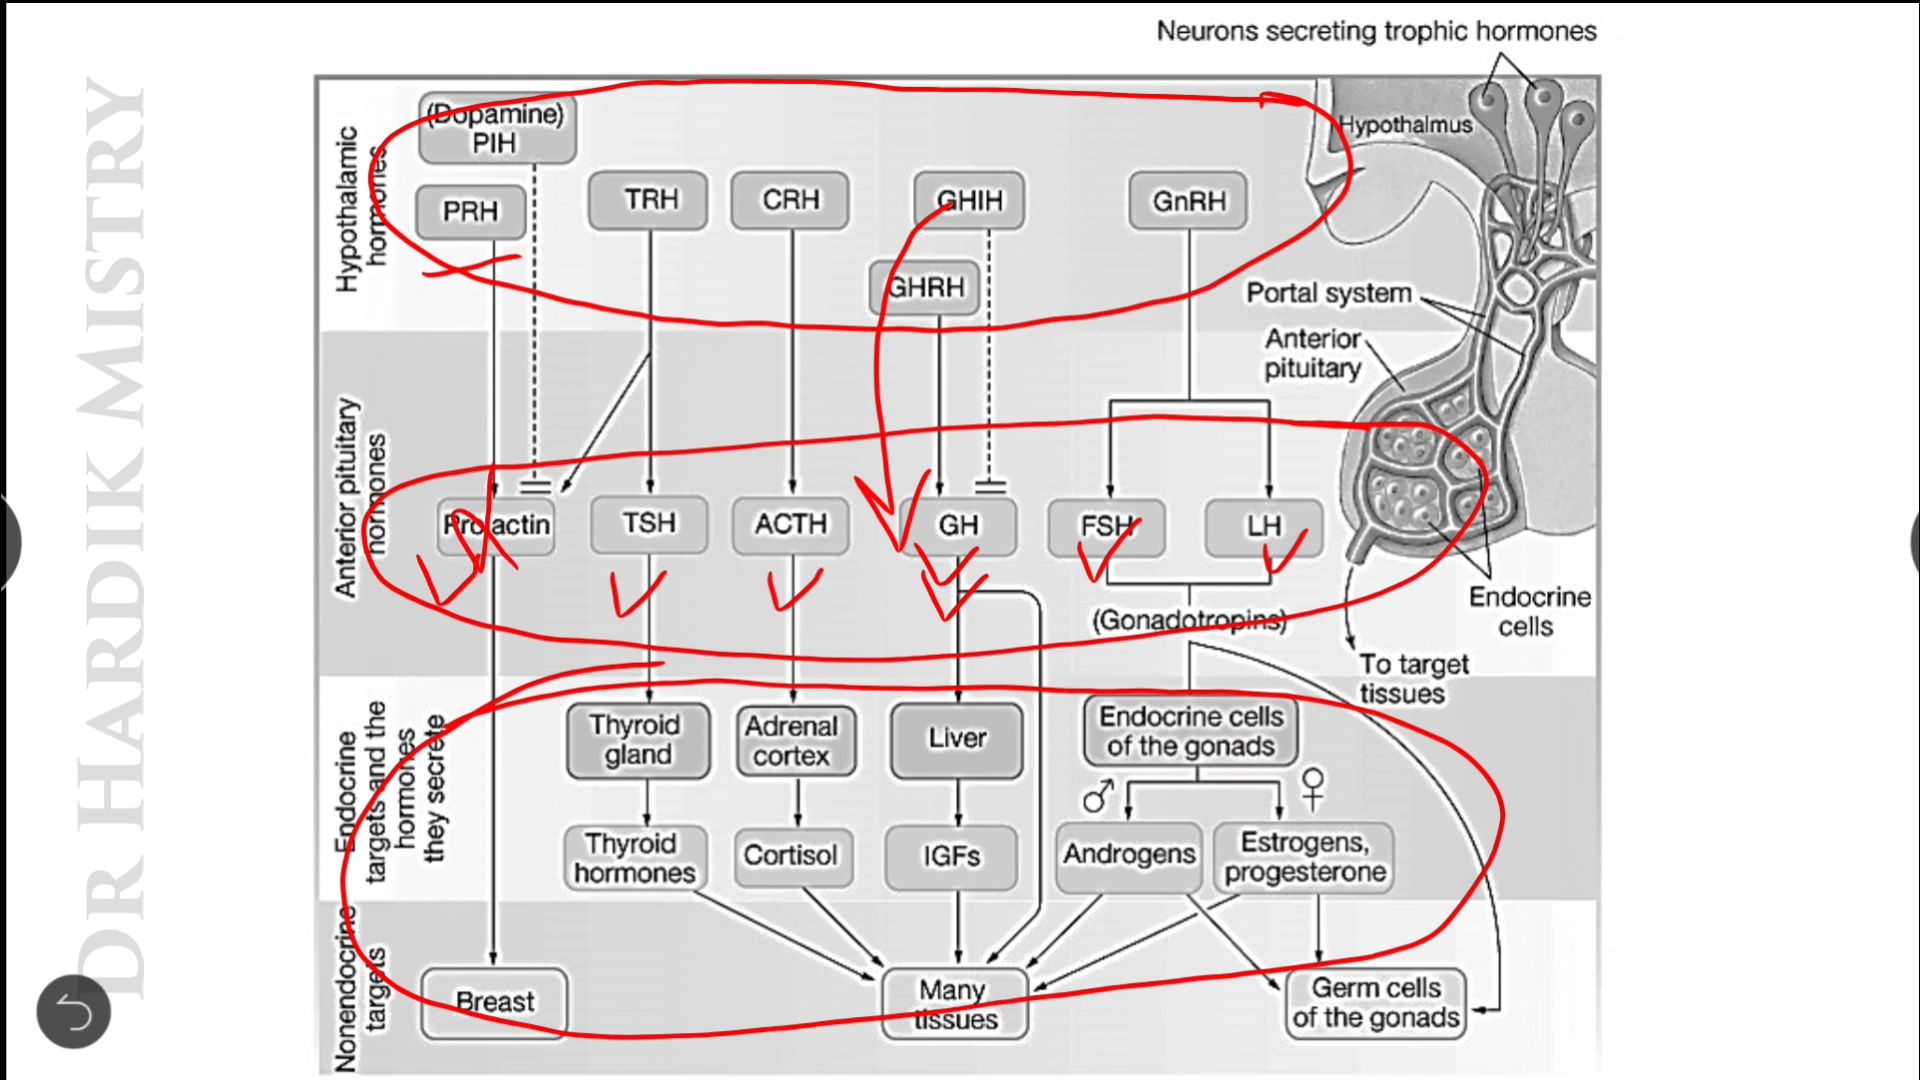 DR HARDIK MISTRY
Neurons secreting trophic hormones
Hypothalamic
hormones
(Dopamine)
PIH
PRH
TRH
CRH
GHIH
GHRH
GnRH
Hypothalmus
Portal system
Anterior
pituitary
Anterior pituitary
hormones
Prolactin
TSH
ACTH
GH
FSH
LH
(Gonadotropins)
Endocrine
cells
To target
tissues
Endocrine
targets and the
hormones
they secrete
Thyroid
gland
Adrenal
cortex
Liver
Endocrine cells
of the gonads
♂
♀
Thyroid
hormones
Cortisol
IGFs
Androgens
Estrogens,
progesterone
Nonendocrine
targets
Breast
Many
tissues
Germ cells
of the gonads